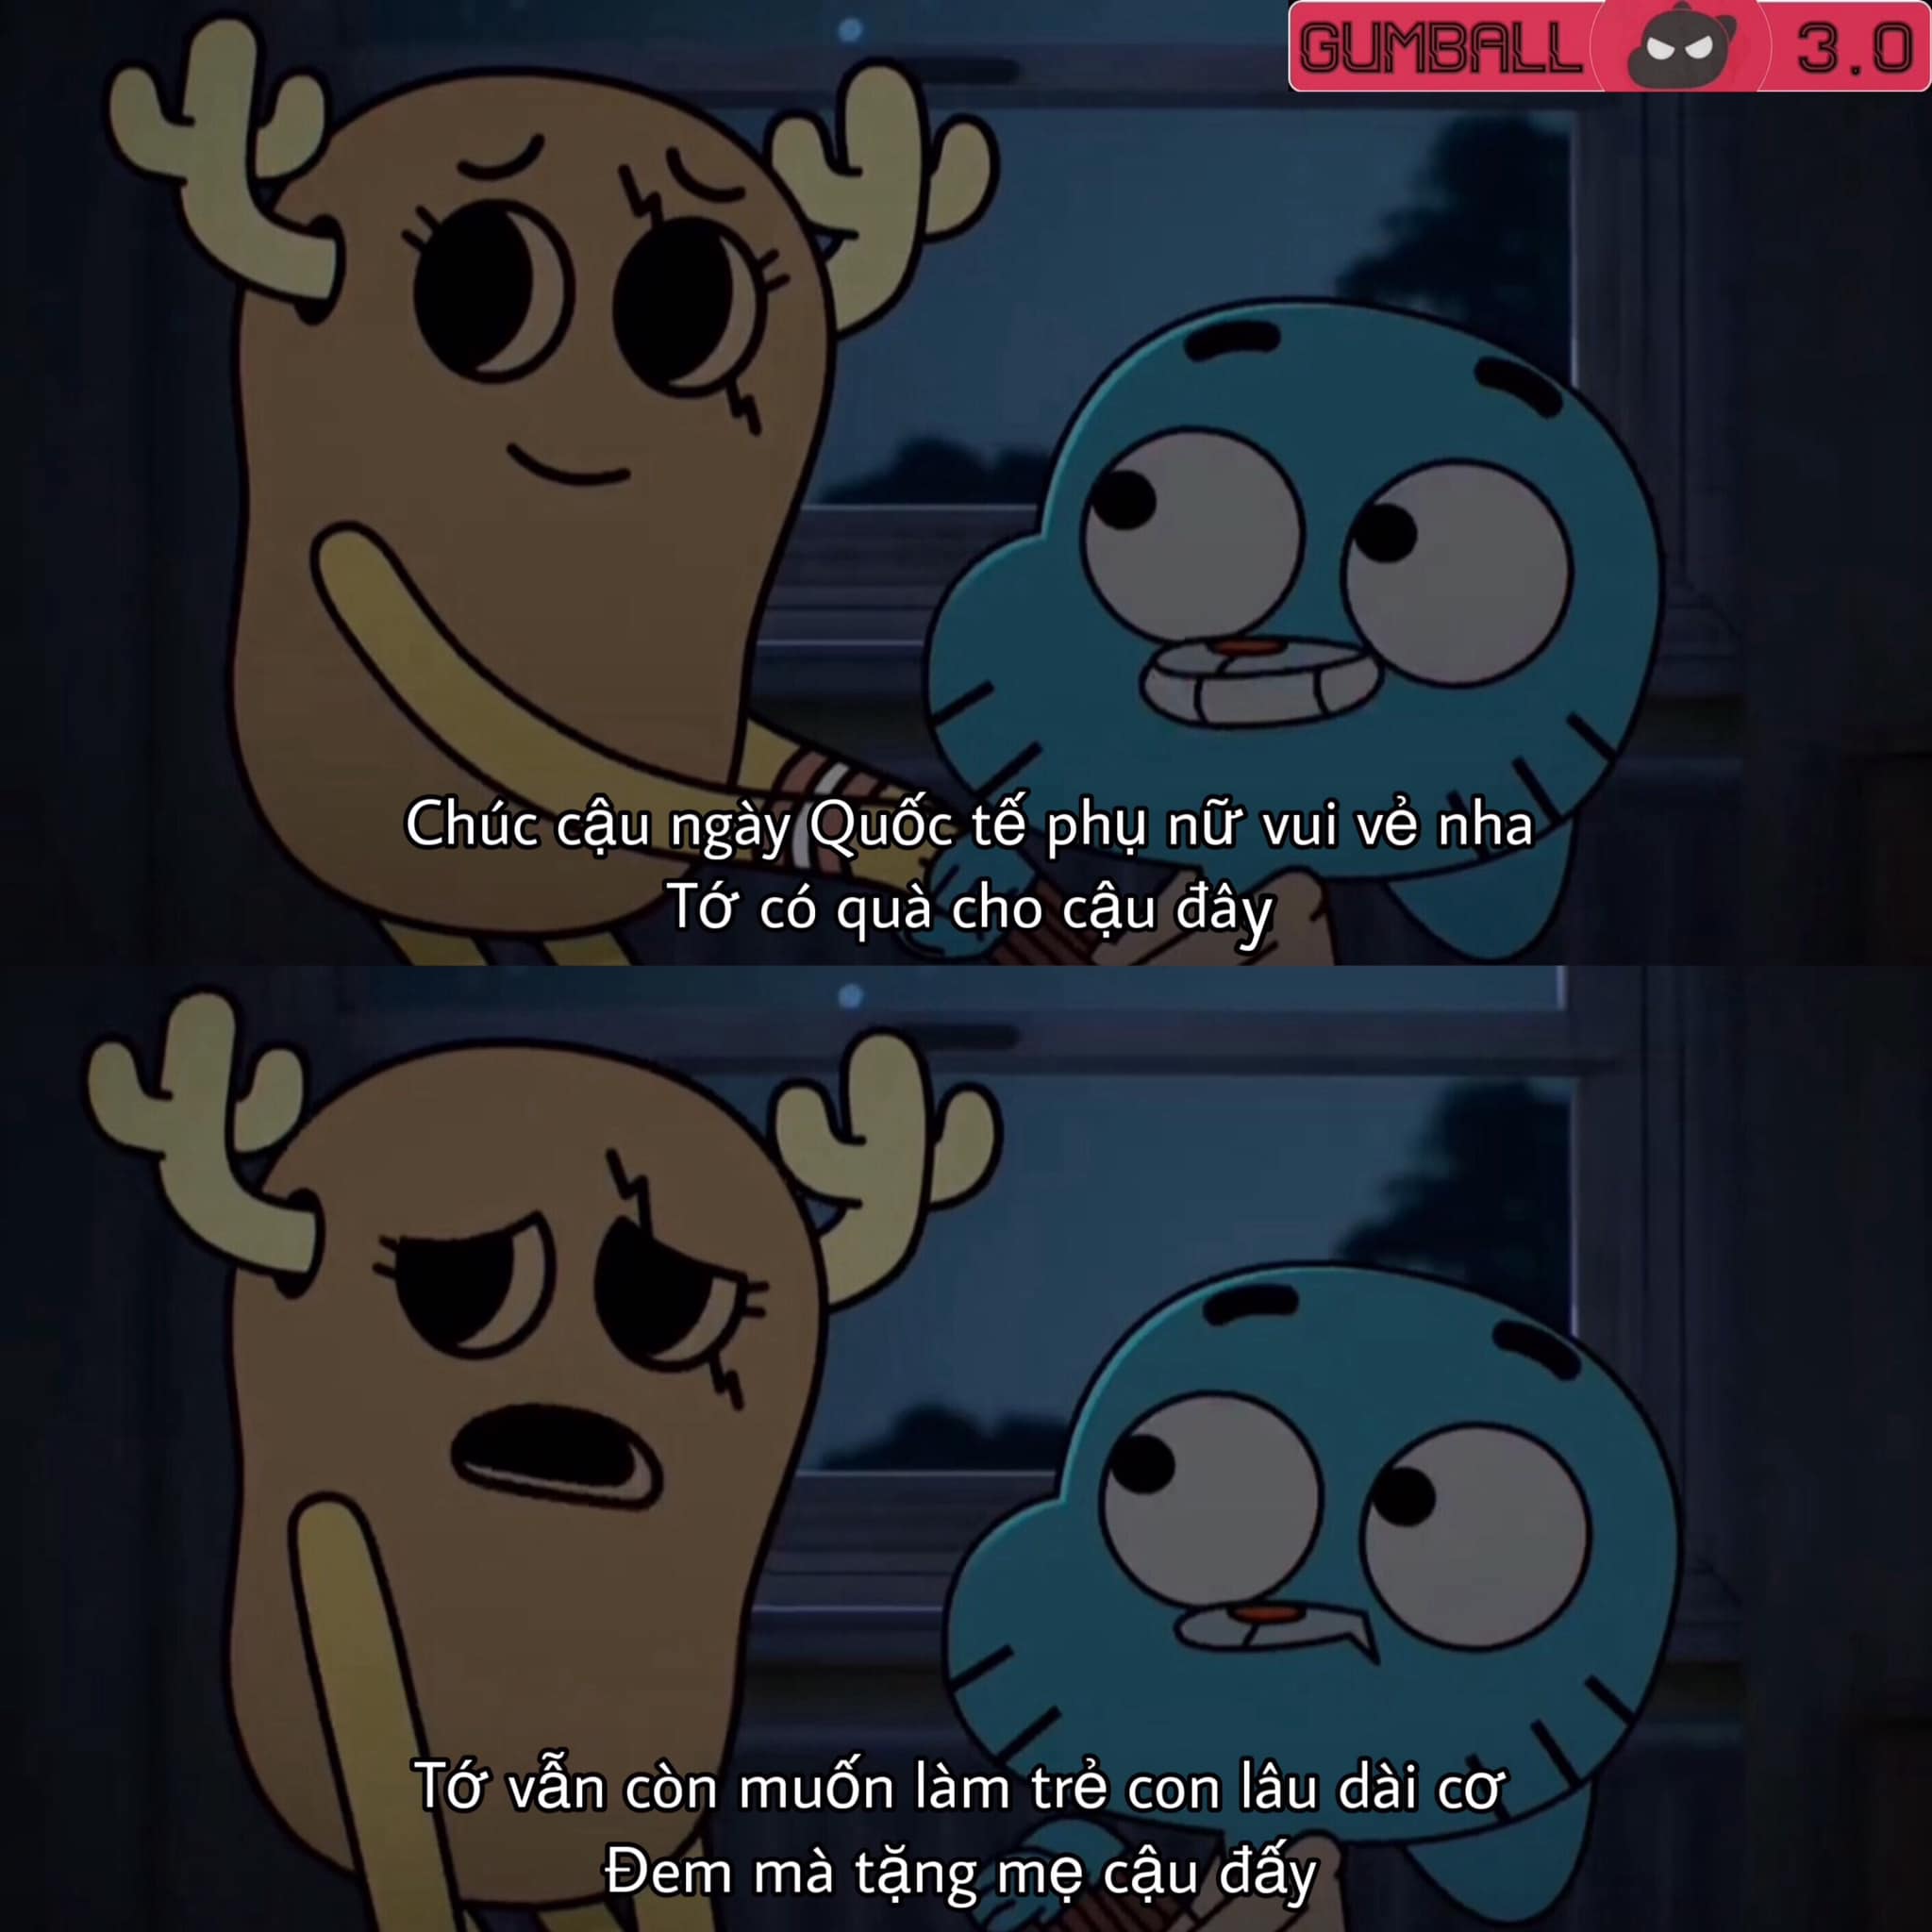 GUMBALL 3.0
Chúc cậu ngày Quốc tế phụ nữ vui vẻ nha
Tớ có quà cho cậu đây
Tớ vẫn còn muốn làm trẻ con lâu dài cơ
Đem mà tặng mẹ cậu đấy